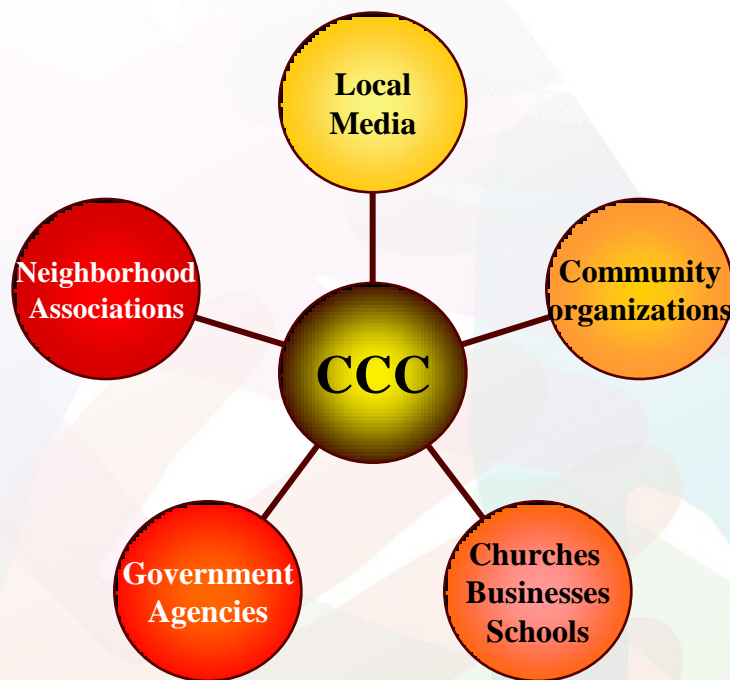 Local
Media
Neighborhood
Associations
Community
organizations
CCC
Government
Agencies
Churches
Businesses
Schools